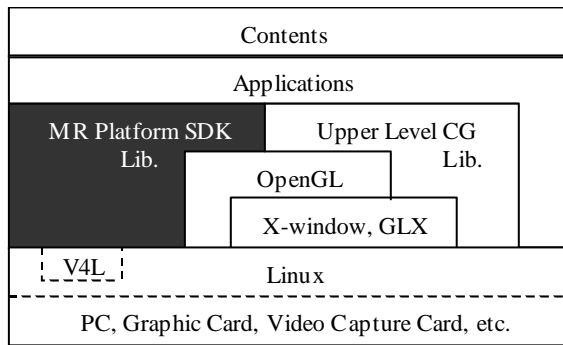 Contents
Applications
MR Platform SDK
Lib.
Upper Level CG
Lib.
OpenGL
X-window, GLX
V4L
Linux
PC, Graphic Card, Video Capture Card, etc.